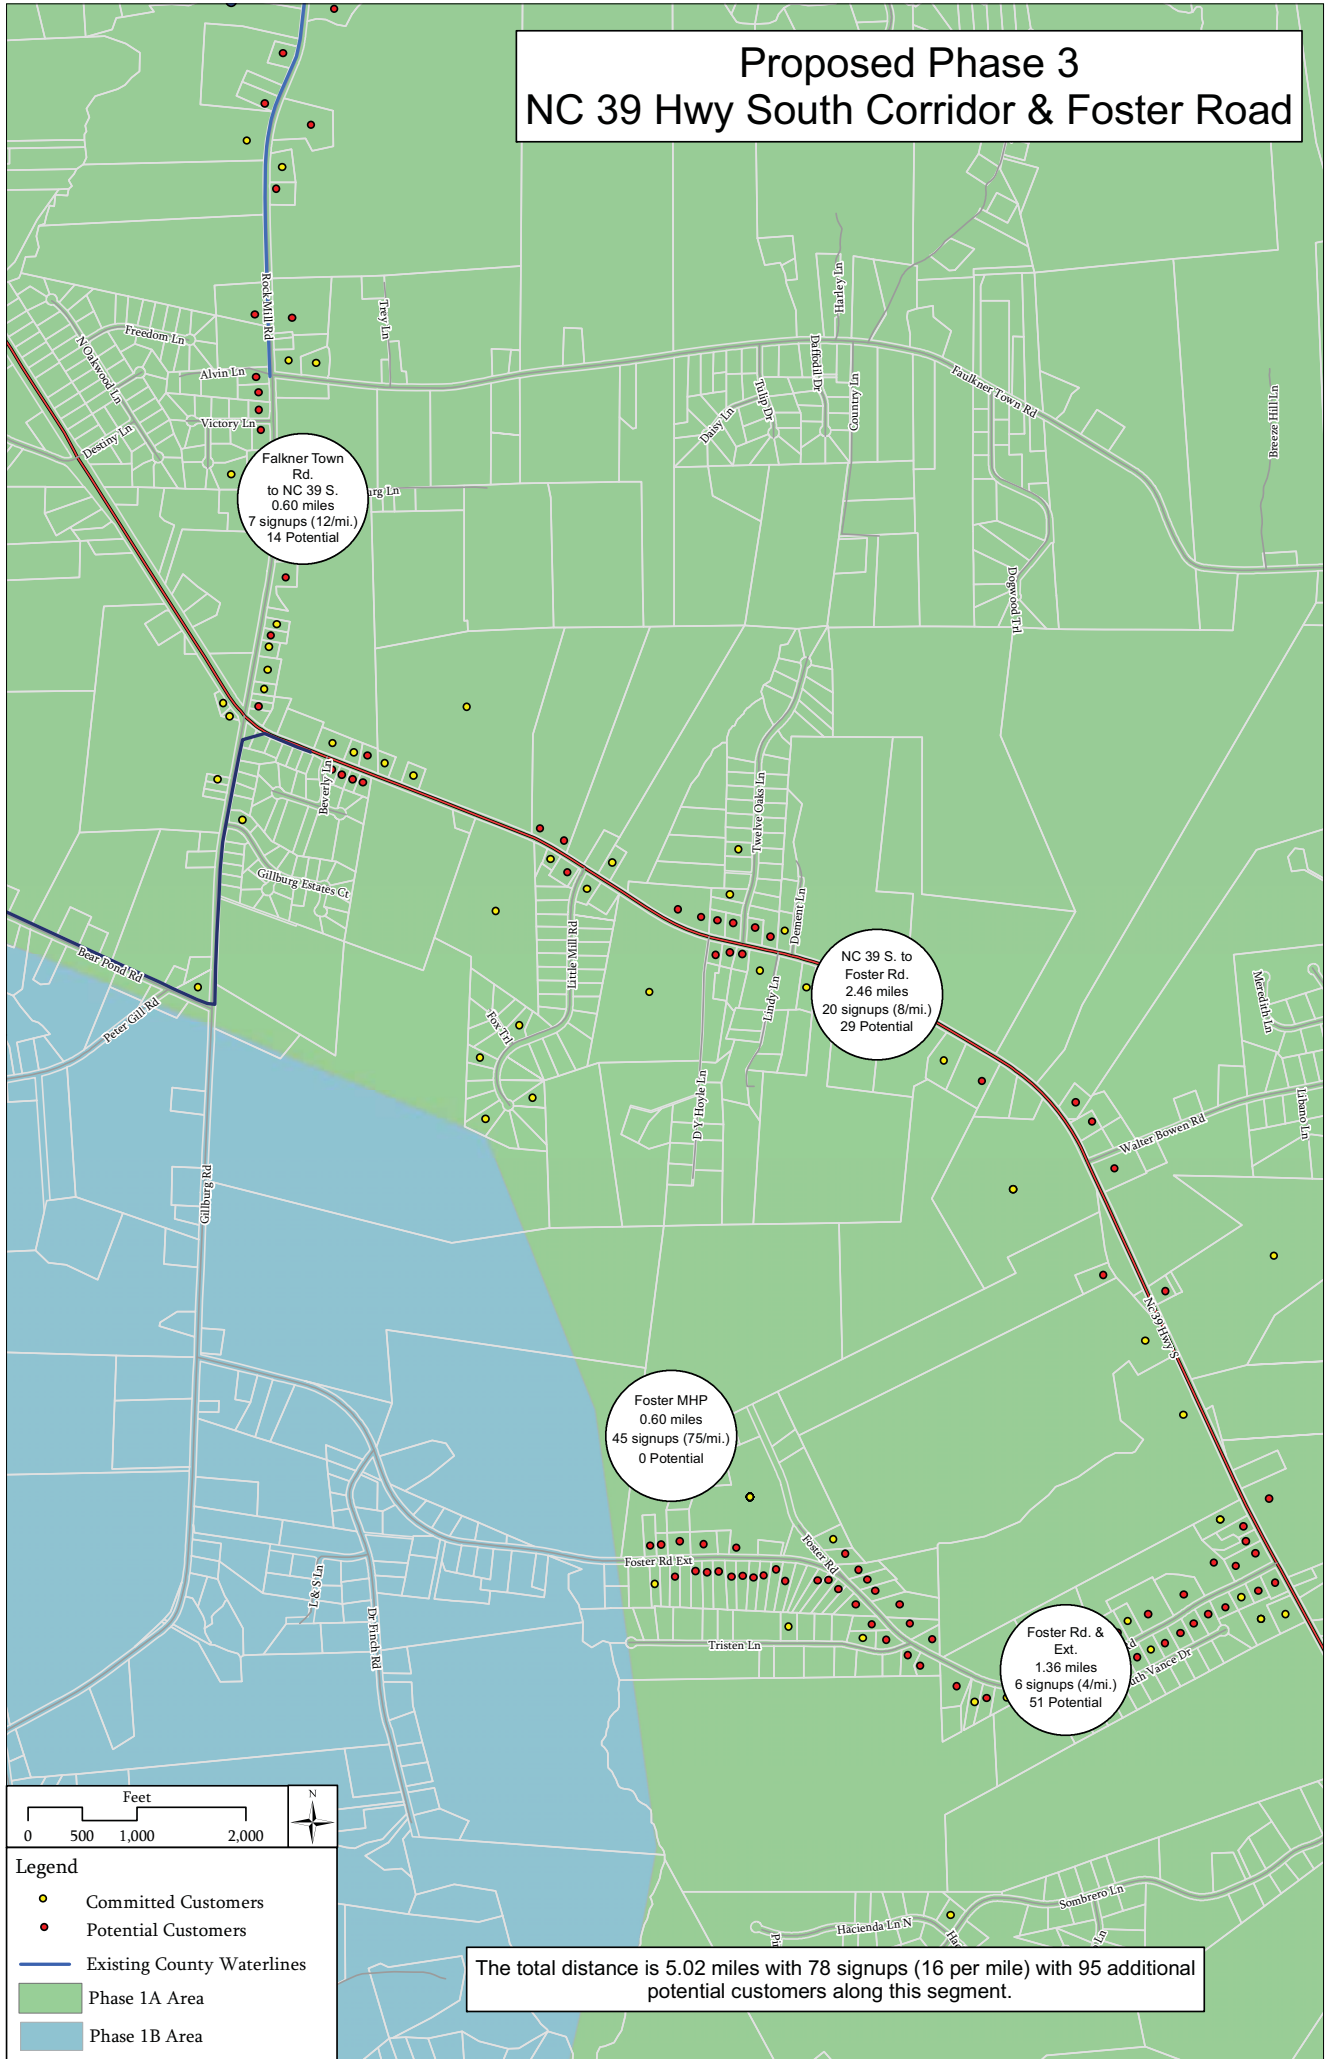 Proposed Phase 3
NC 39 Hwy South Corridor & Foster Road
Rock Mill Rd
Trey Ln
Harley Ln
Freedom Ln
N Oakwood Ln
Alvin Ln
Daffodil Dr
Country Ln
Tulip Dr
Daisy Ln
Faulkner Town Rd
Breeze Hill Ln
Victory Ln
Destiny Ln
Falkner Town
Rd.
to NC 39 S.
0.60 miles
7 signups (12/mi.)
14 Potential
urg Ln
Dogwood Trl
Beverly Ln
Twelve Oaks Ln
Gillburg Estates Ct
Little Mill Rd
Dement Ln
Lindy Ln
NC 39 S. to
Foster Rd.
2.46 miles
20 signups (8/mi.)
29 Potential
Bear Pond Rd
Peter Gill Rd
Fox Trl
Meredith Ln
D Y Hoyle Ln
Walter Bowen Rd
Libano Ln
Gillburg Rd
Nc 39 Hwy S
Foster MHP
0.60 miles
45 signups (75/mi.)
0 Potential
Foster Rd Ext
Foster Rd
L & S Ln
Dr Finch Rd
Tristen Ln
Foster Rd. &
Ext.
1.36 miles
6 signups (4/mi.)
51 Potential
Rd
uth Vance Dr
Feet
0 500 1,000 2,000
N
Legend
Committed Customers
Potential Customers
Existing County Waterlines
Phase 1A Area
Phase 1B Area
Sombrero Ln
Hacienda Ln N
Pin
Hac
Ln
The total distance is 5.02 miles with 78 signups (16 per mile) with 95 additional
potential customers along this segment.